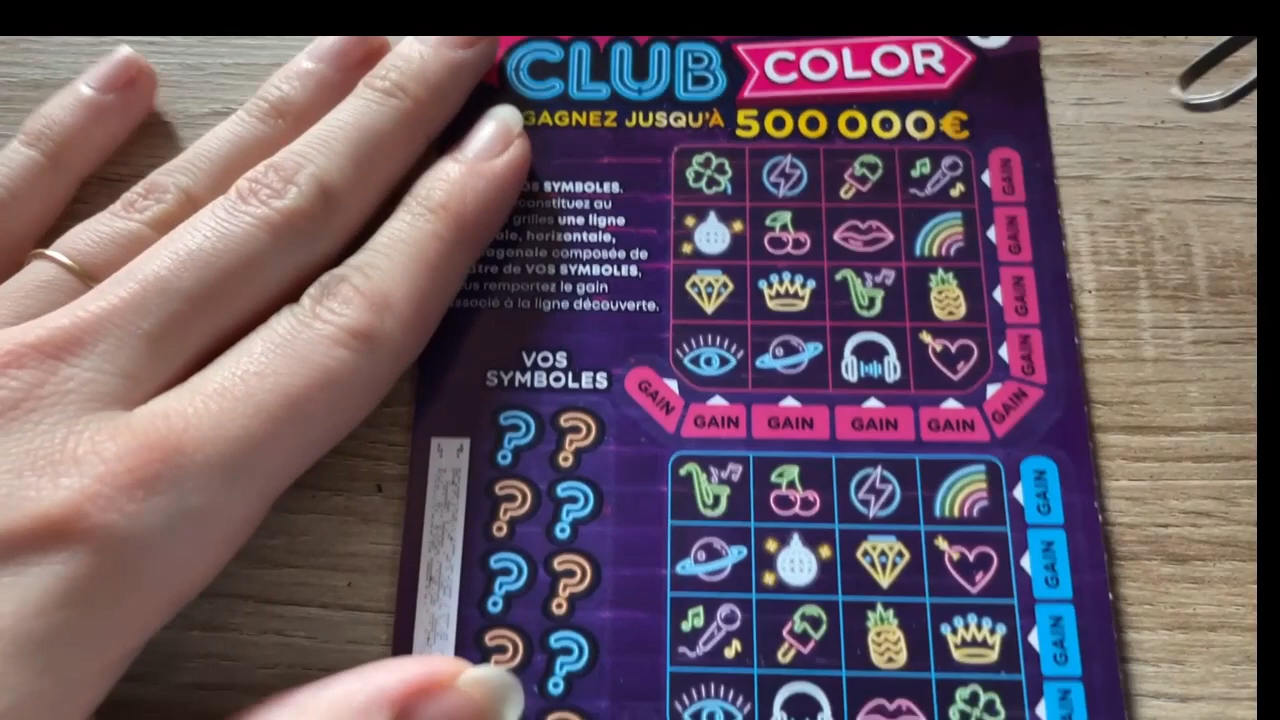 CLUB COLOR
GAGNEZ JUSQU'À 500 000€
SYMBOLES.
constituez au
grilles une ligne
horizontale,
composée de
de VOS SYMBOLES,
remportez le gain
associé à la ligne découverte.
VOS
SYMBOLES
GAIN
GAIN
GAIN
GAIN
GAIN GAIN GAIN GAIN GAIN GAIN
GAIN
GAIN
GAIN
GAIN